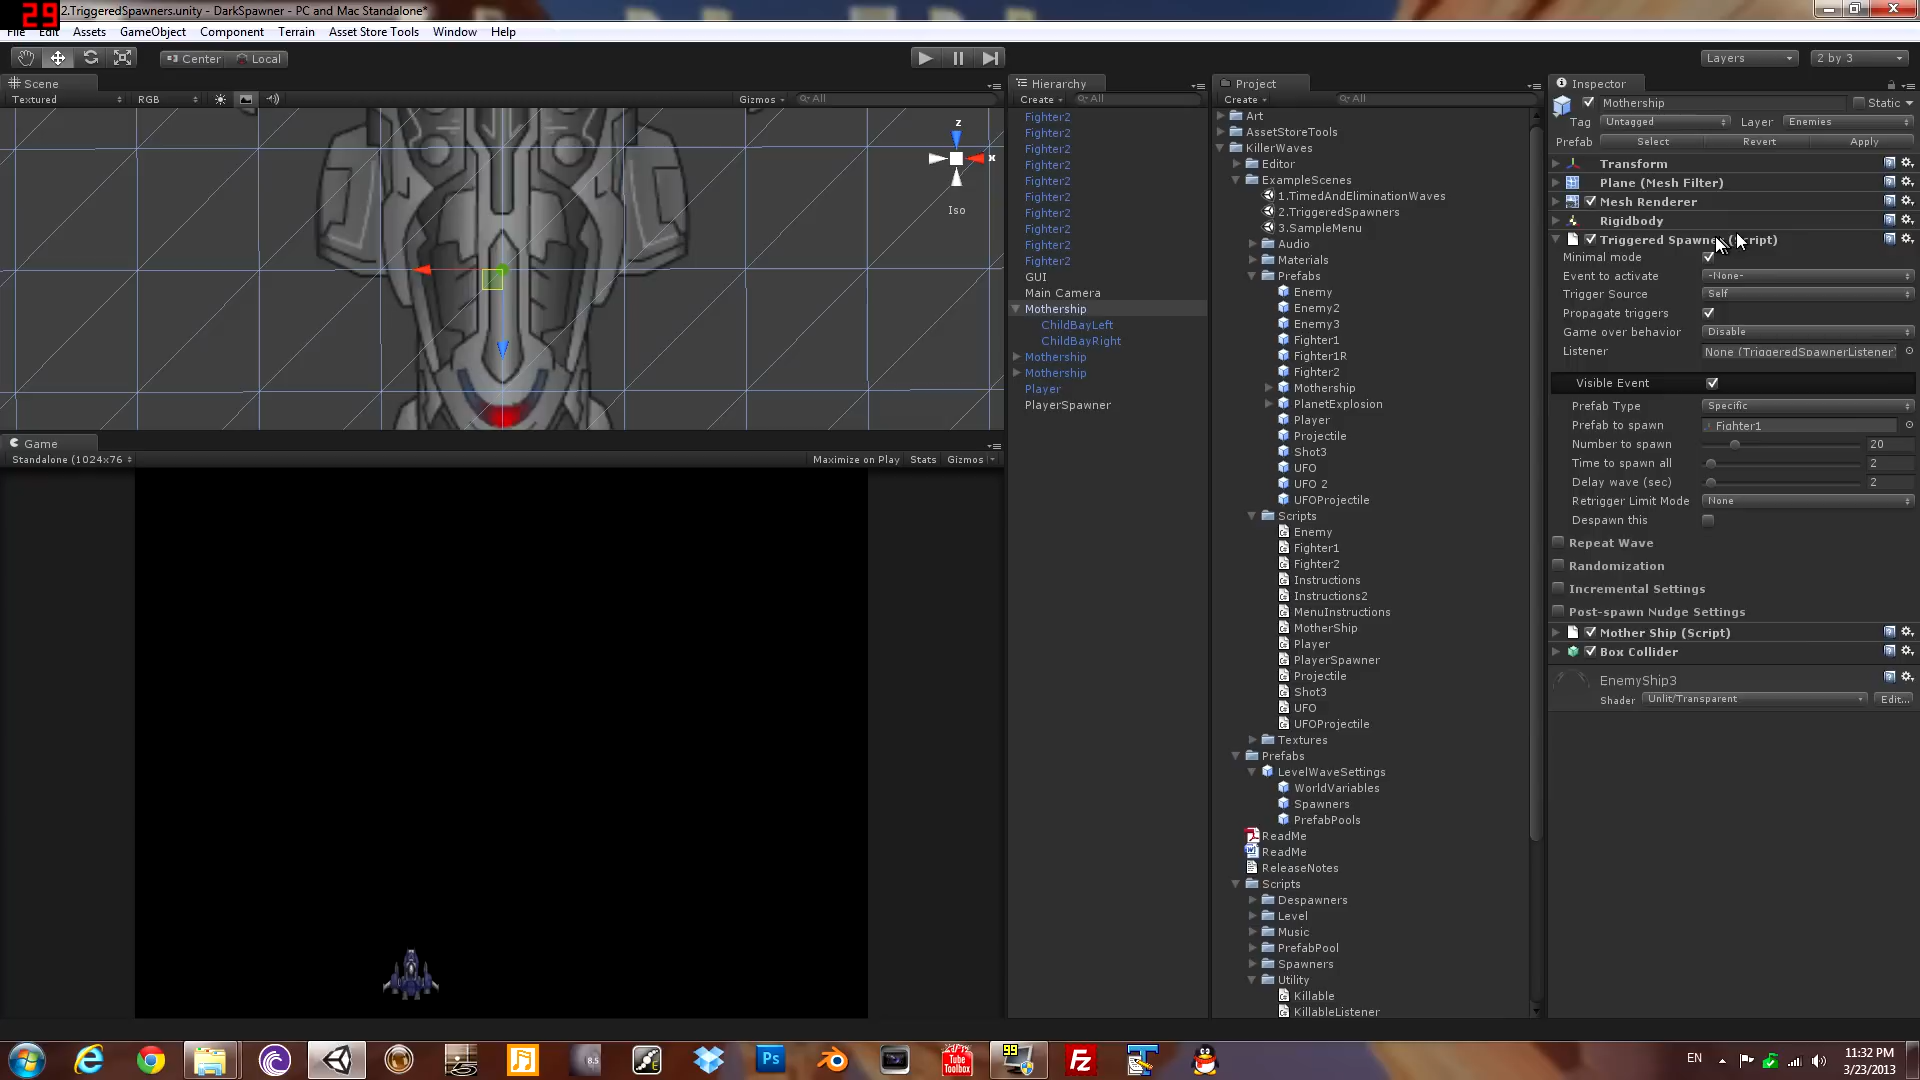 29
2.TriggeredSpawners.unity - DarkSpawner - PC and Mac Standalone*
File Edit Assets GameObject Component Terrain Asset Store Tools Window Help
Center Local
Layers
2 by 3
Scene
Textured RGB Gizmos All
z
x
Iso
Game
Standalone (1024x76 Maximize on Play Stats Gizmos
Hierarchy
Create All
Fighter2
Fighter2
Fighter2
Fighter2
Fighter2
Fighter2
Fighter2
Fighter2
Fighter2
Fighter2
GUI
Main Camera
Mothership
ChildBayLeft
ChildBayRight
Mothership
Mothership
Player
PlayerSpawner
Project
Create All
Art
AssetStoreTools
KillerWaves
Editor
ExampleScenes
1.TimedAndEliminationWaves
2.TriggeredSpawners
3.SampleMenu
Audio
Materials
Prefabs
Enemy
Enemy2
Enemy3
Fighter1
Fighter1R
Fighter2
Mothership
PlanetExplosion
Player
Projectile
Shot3
UFO
UFO 2
UFOProjectile
Scripts
Enemy
Fighter1
Fighter2
Instructions
Instructions2
MenuInstructions
MotherShip
Player
PlayerSpawner
Projectile
Shot3
UFO
UFOProjectile
Textures
Prefabs
LevelWaveSettings
WorldVariables
Spawners
PrefabPools
ReadMe
ReadMe
ReleaseNotes
Scripts
Despawners
Level
Music
PrefabPool
Spawners
Utility
Killable
KillableListener
Inspector
Mothership Static
Tag Untagged Layer Enemies
Prefab Select Revert Apply
Transform
Plane (Mesh Filter)
Mesh Renderer
Rigidbody
Triggered Spawner (Script)
Minimal mode
Event to activate -None-
Trigger Source Self
Propagate triggers
Game over behavior Disable
Listener None (TriggeredSpawnerListener)
Visible Event
Prefab Type Specific
Prefab to spawn Fighter1
Number to spawn 20
Time to spawn all 2
Delay wave (sec) 2
Retrigger Limit Mode None
Despawn this
Repeat Wave
Randomization
Incremental Settings
Post-spawn Nudge Settings
Mother Ship (Script)
Box Collider
EnemyShip3
Shader Unlit/Transparent Edit...
8.5
Ps
Tube Toolbox
99
Fz
EN
11:32 PM
3/23/2013